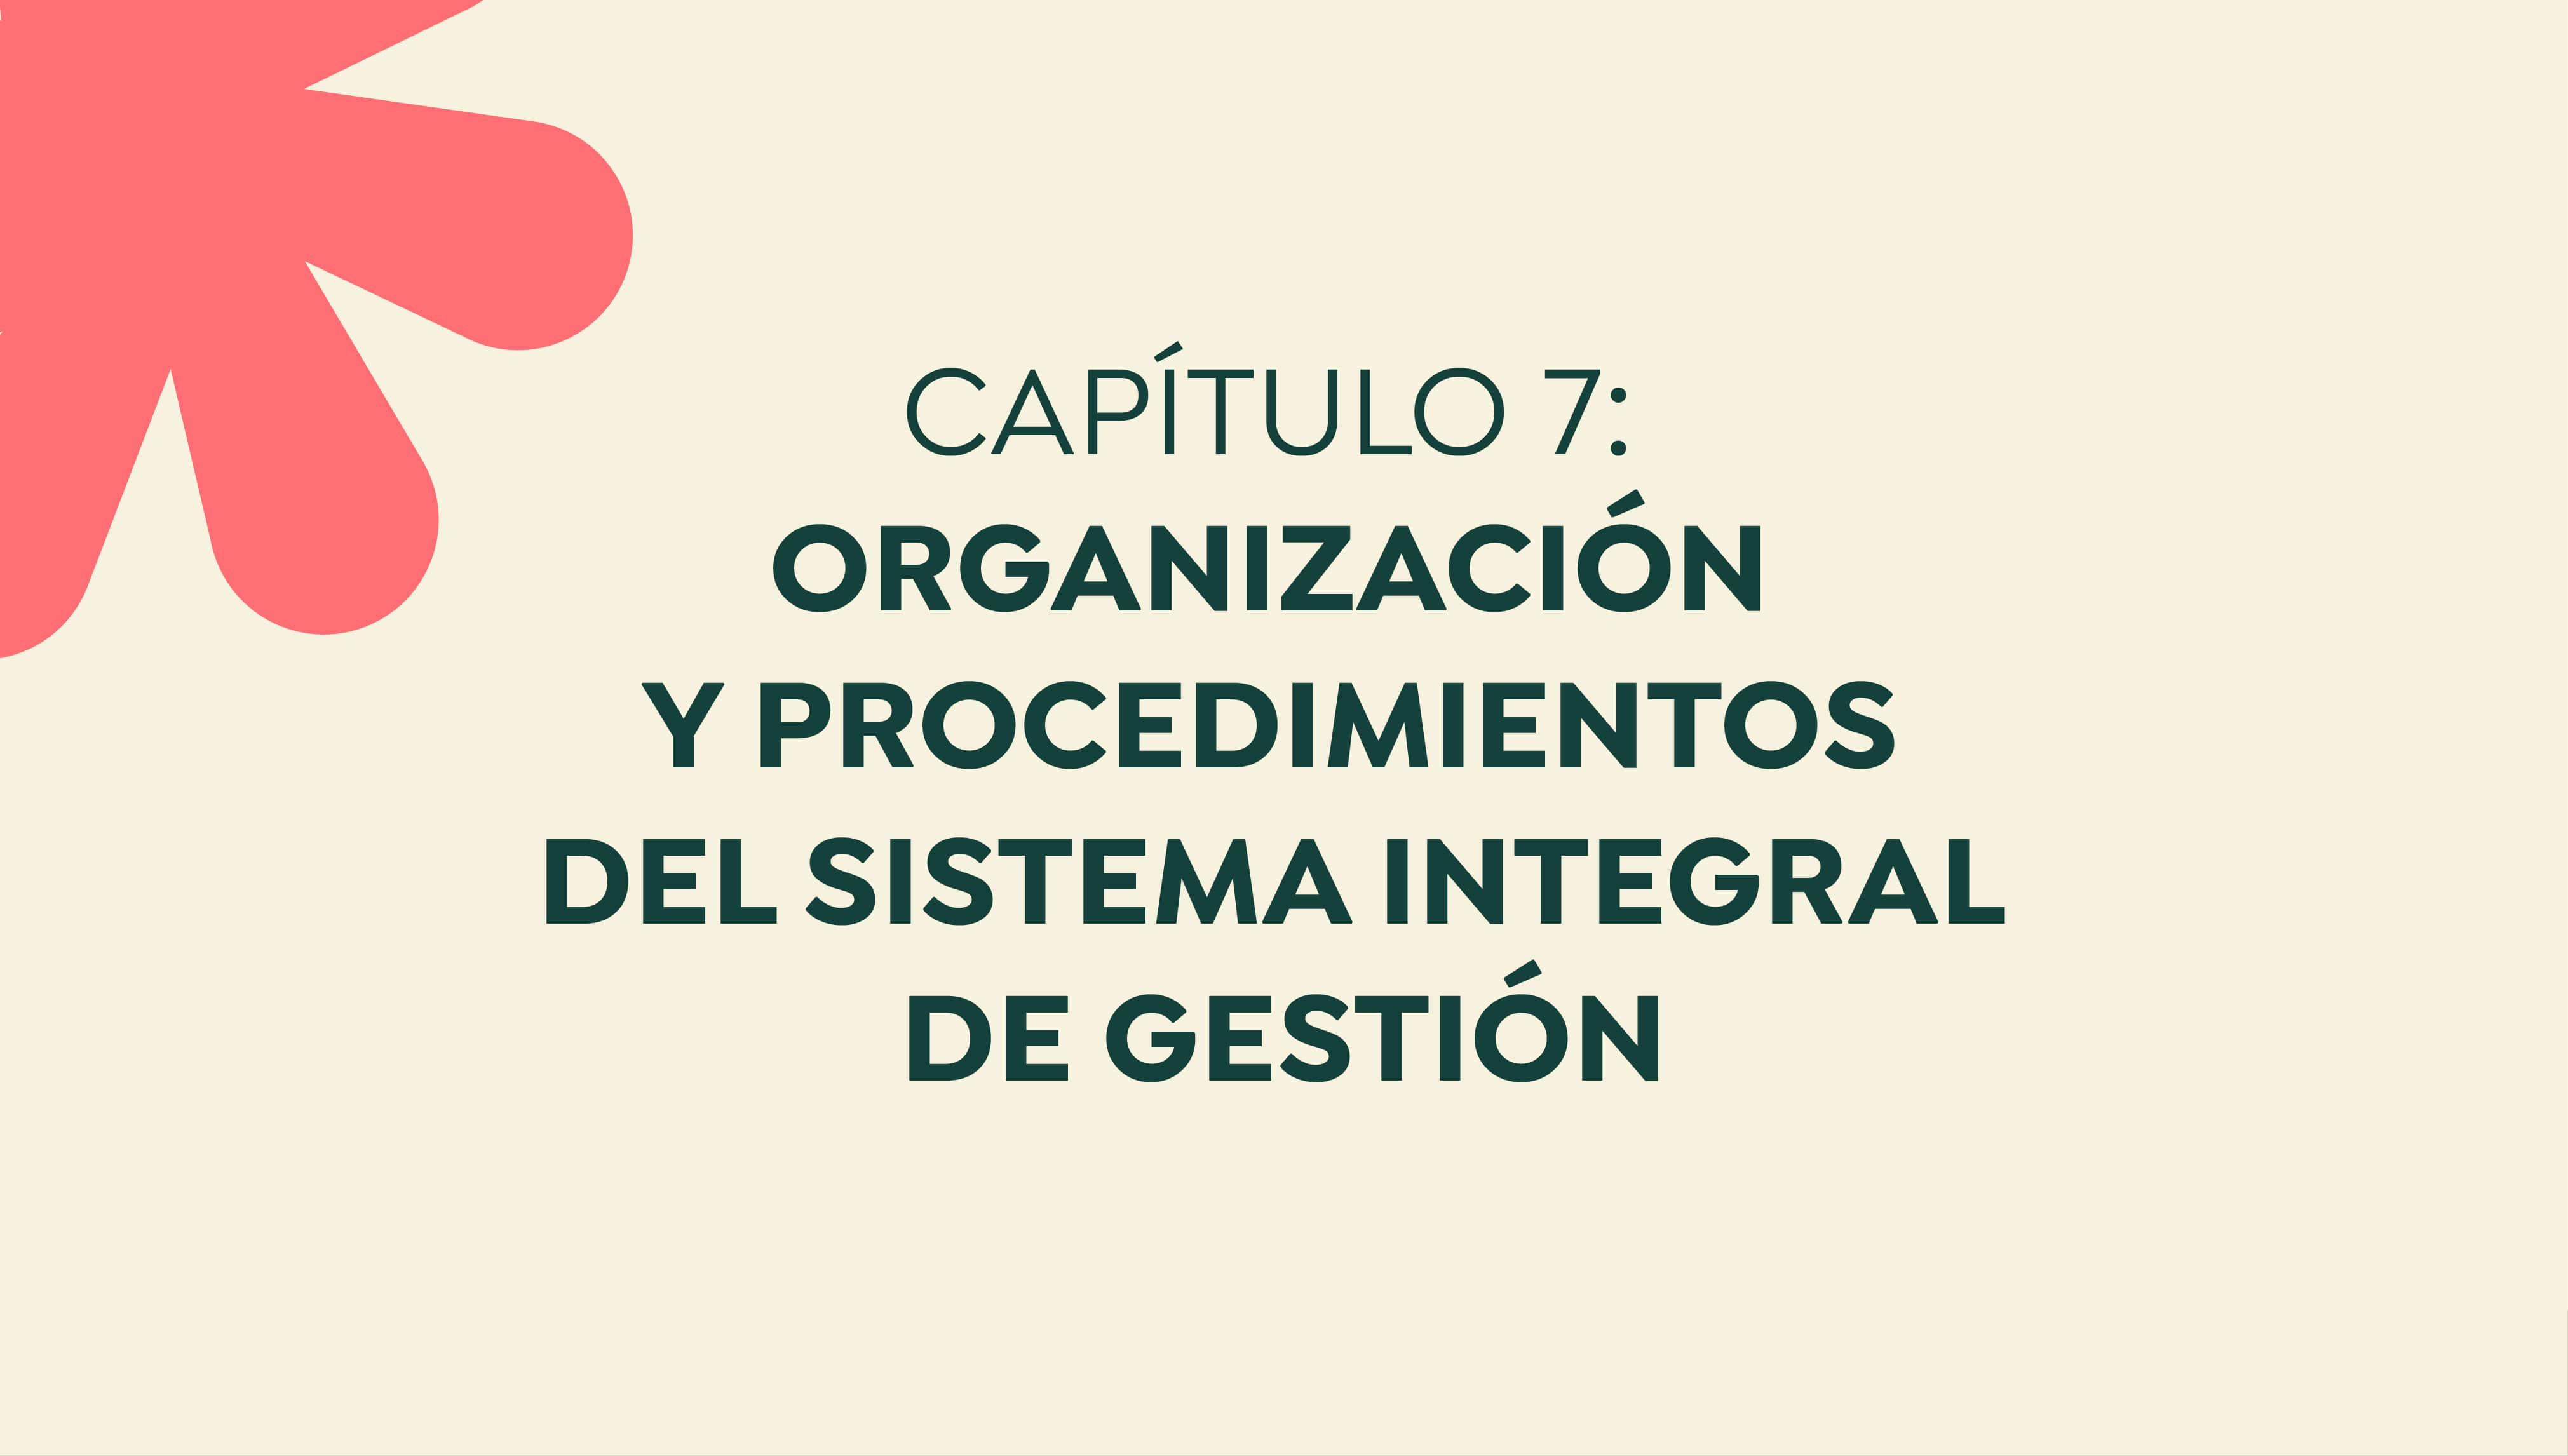 CAPÍTULO 7:
ORGANIZACIÓN
Y PROCEDIMIENTOS
DEL SISTEMA INTEGRAL
DE GESTIÓN